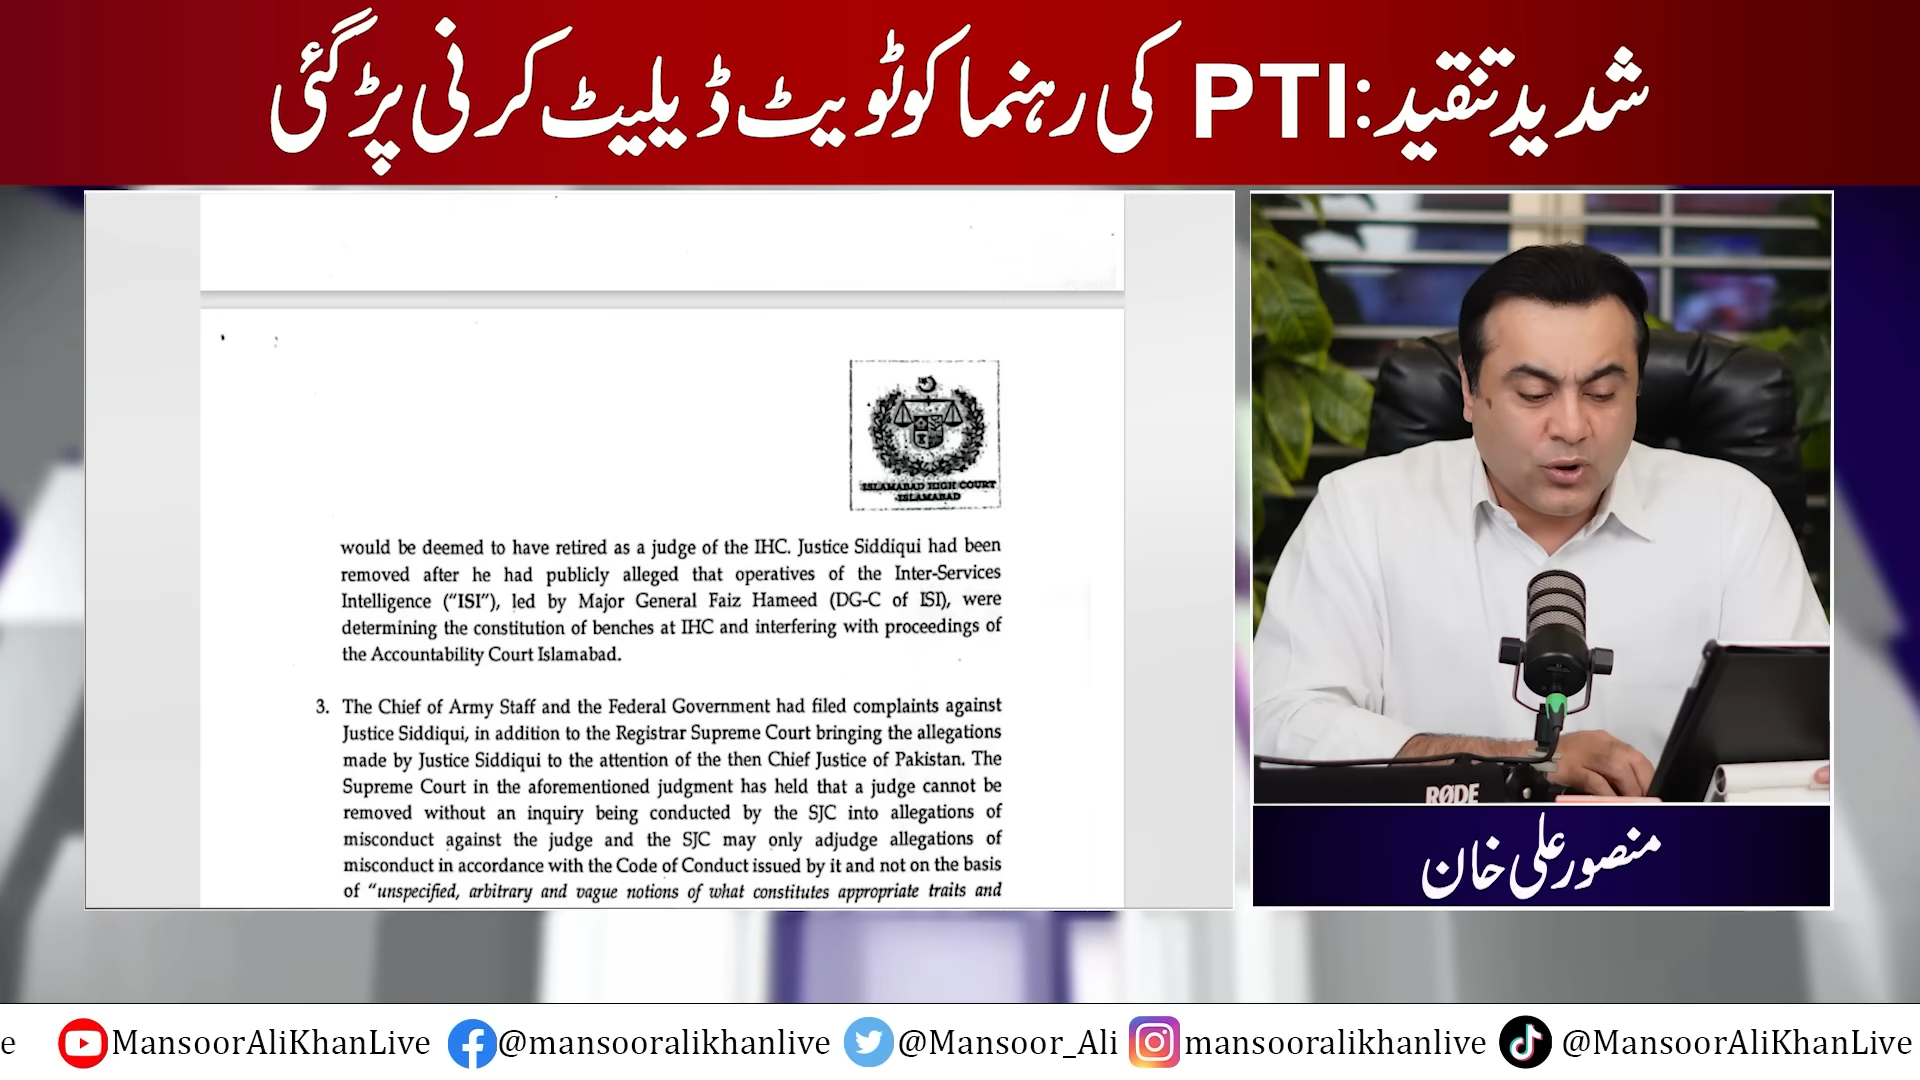 شدید تنقید: PTI کی رہنما کو ٹویٹ ڈیلیٹ کرنی پڑ گئی
ISLAMABAD HIGH COURT
ISLAMABAD
would be deemed to have retired as a judge of the IHC. Justice Siddiqui had been
removed after he had publicly alleged that operatives of the Inter-Services
Intelligence (“ISI”), led by Major General Faiz Hameed (DG-C of ISI), were
determining the constitution of benches at IHC and interfering with proceedings of
the Accountability Court Islamabad.
3. The Chief of Army Staff and the Federal Government had filed complaints against
Justice Siddiqui, in addition to the Registrar Supreme Court bringing the allegations
made by Justice Siddiqui to the attention of the then Chief Justice of Pakistan. The
Supreme Court in the aforementioned judgment has held that a judge cannot be
removed without an inquiry being conducted by the SJC into allegations of
misconduct against the judge and the SJC may only adjudge allegations of
misconduct in accordance with the Code of Conduct issued by it and not on the basis
of “unspecified, arbitrary and vague notions of what constitutes appropriate traits and
RØDE
منصور علی خان
e MansoorAliKhanLive @mansooralikhanlive @Mansoor_Ali mansooralikhanlive @MansoorAliKhanLive